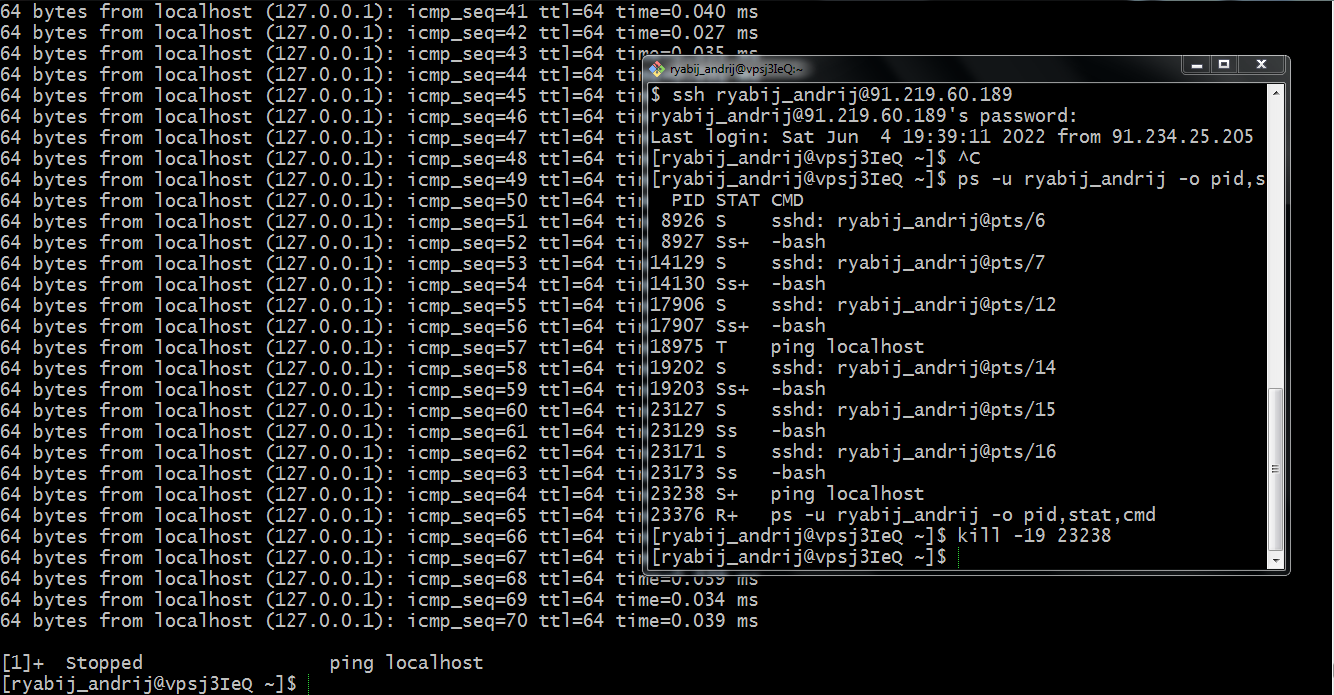 64 bytes from localhost (127.0.0.1): icmp_seq=41 ttl=64 time=0.040 ms
64 bytes from localhost (127.0.0.1): icmp_seq=42 ttl=64 time=0.027 ms
64 bytes from localhost (127.0.0.1): icmp_seq=43 ttl=64 time=0.035 ms
64 bytes from localhost (127.0.0.1): icmp_seq=44 ttl=64
64 bytes from localhost (127.0.0.1): icmp_seq=45 ttl=64
64 bytes from localhost (127.0.0.1): icmp_seq=46 ttl=64
64 bytes from localhost (127.0.0.1): icmp_seq=47 ttl=64
64 bytes from localhost (127.0.0.1): icmp_seq=48 ttl=64
64 bytes from localhost (127.0.0.1): icmp_seq=49 ttl=64
64 bytes from localhost (127.0.0.1): icmp_seq=50 ttl=64
64 bytes from localhost (127.0.0.1): icmp_seq=51 ttl=64
64 bytes from localhost (127.0.0.1): icmp_seq=52 ttl=64
64 bytes from localhost (127.0.0.1): icmp_seq=53 ttl=64
64 bytes from localhost (127.0.0.1): icmp_seq=54 ttl=64
64 bytes from localhost (127.0.0.1): icmp_seq=55 ttl=64
64 bytes from localhost (127.0.0.1): icmp_seq=56 ttl=64
64 bytes from localhost (127.0.0.1): icmp_seq=57 ttl=64
64 bytes from localhost (127.0.0.1): icmp_seq=58 ttl=64
64 bytes from localhost (127.0.0.1): icmp_seq=59 ttl=64
64 bytes from localhost (127.0.0.1): icmp_seq=60 ttl=64
64 bytes from localhost (127.0.0.1): icmp_seq=61 ttl=64
64 bytes from localhost (127.0.0.1): icmp_seq=62 ttl=64
64 bytes from localhost (127.0.0.1): icmp_seq=63 ttl=64
64 bytes from localhost (127.0.0.1): icmp_seq=64 ttl=64
64 bytes from localhost (127.0.0.1): icmp_seq=65 ttl=64
64 bytes from localhost (127.0.0.1): icmp_seq=66 ttl=64
64 bytes from localhost (127.0.0.1): icmp_seq=67 ttl=64
64 bytes from localhost (127.0.0.1): icmp_seq=68 ttl=64 time=0.039 ms
64 bytes from localhost (127.0.0.1): icmp_seq=69 ttl=64 time=0.034 ms
64 bytes from localhost (127.0.0.1): icmp_seq=70 ttl=64 time=0.039 ms
[1]+  Stopped                 ping localhost
[ryabij_andrij@vpsj3IeQ ~]$
ryabij_andrij@vpsj3IeQ:~
$ ssh ryabij_andrij@91.219.60.189
ryabij_andrij@91.219.60.189's password:
Last login: Sat Jun  4 19:39:11 2022 from 91.234.25.205
[ryabij_andrij@vpsj3IeQ ~]$ ^C
[ryabij_andrij@vpsj3IeQ ~]$ ps -u ryabij_andrij -o pid,s
  PID STAT CMD
 8926 S    sshd: ryabij_andrij@pts/6
 8927 Ss+  -bash
14129 S    sshd: ryabij_andrij@pts/7
14130 Ss+  -bash
17906 S    sshd: ryabij_andrij@pts/12
17907 Ss+  -bash
18975 T    ping localhost
19202 S    sshd: ryabij_andrij@pts/14
19203 Ss+  -bash
23127 S    sshd: ryabij_andrij@pts/15
23129 Ss   -bash
23171 S    sshd: ryabij_andrij@pts/16
23173 Ss   -bash
23238 S+   ping localhost
23376 R+   ps -u ryabij_andrij -o pid,stat,cmd
[ryabij_andrij@vpsj3IeQ ~]$ kill -19 23238
[ryabij_andrij@vpsj3IeQ ~]$